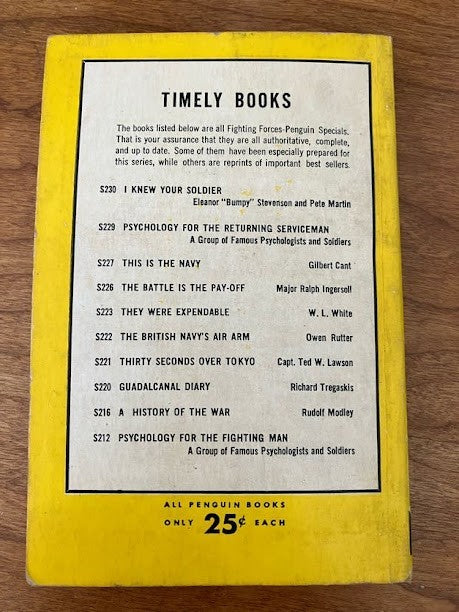 TIMELY BOOKS
The books listed below are all Fighting Forces-Penguin Specials.
That is your assurance that they are all authoritative, complete,
and up to date. Some of them have been especially prepared for
this series, while others are reprints of important best sellers.
S230 I KNEW YOUR SOLDIER
Eleanor "Bumpy" Stevenson and Pete Martin
S229 PSYCHOLOGY FOR THE RETURNING SERVICEMAN
A Group of Famous Psychologists and Soldiers
S227 THIS IS THE NAVY Gilbert Cant
S226 THE BATTLE IS THE PAY-OFF Major Ralph Ingersoll
S223 THEY WERE EXPENDABLE W. L. White
S222 THE BRITISH NAVY'S AIR ARM Owen Rutter
S221 THIRTY SECONDS OVER TOKYO Capt. Ted W. Lawson
S220 GUADALCANAL DIARY Richard Tregaskis
S216 A HISTORY OF THE WAR Rudolf Modley
S212 PSYCHOLOGY FOR THE FIGHTING MAN
A Group of Famous Psychologists and Soldiers
ALL PENGUIN BOOKS
ONLY 25¢ EACH